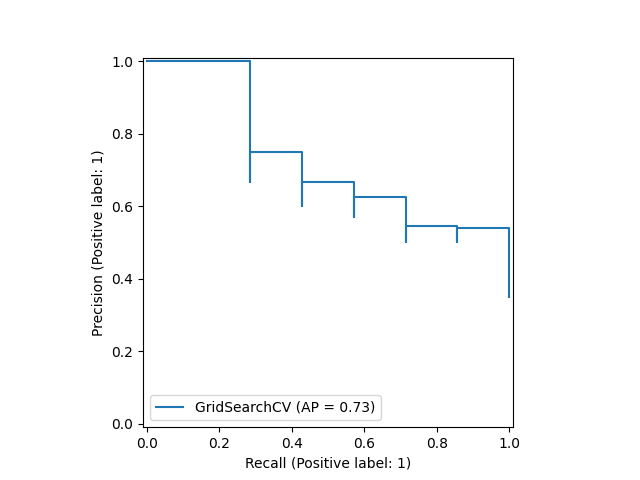 1.0
0.8
0.6
0.4
0.2
0.0
Precision (Positive label: 1)
GridSearchCV (AP = 0.73)
0.0 0.2 0.4 0.6 0.8 1.0
Recall (Positive label: 1)